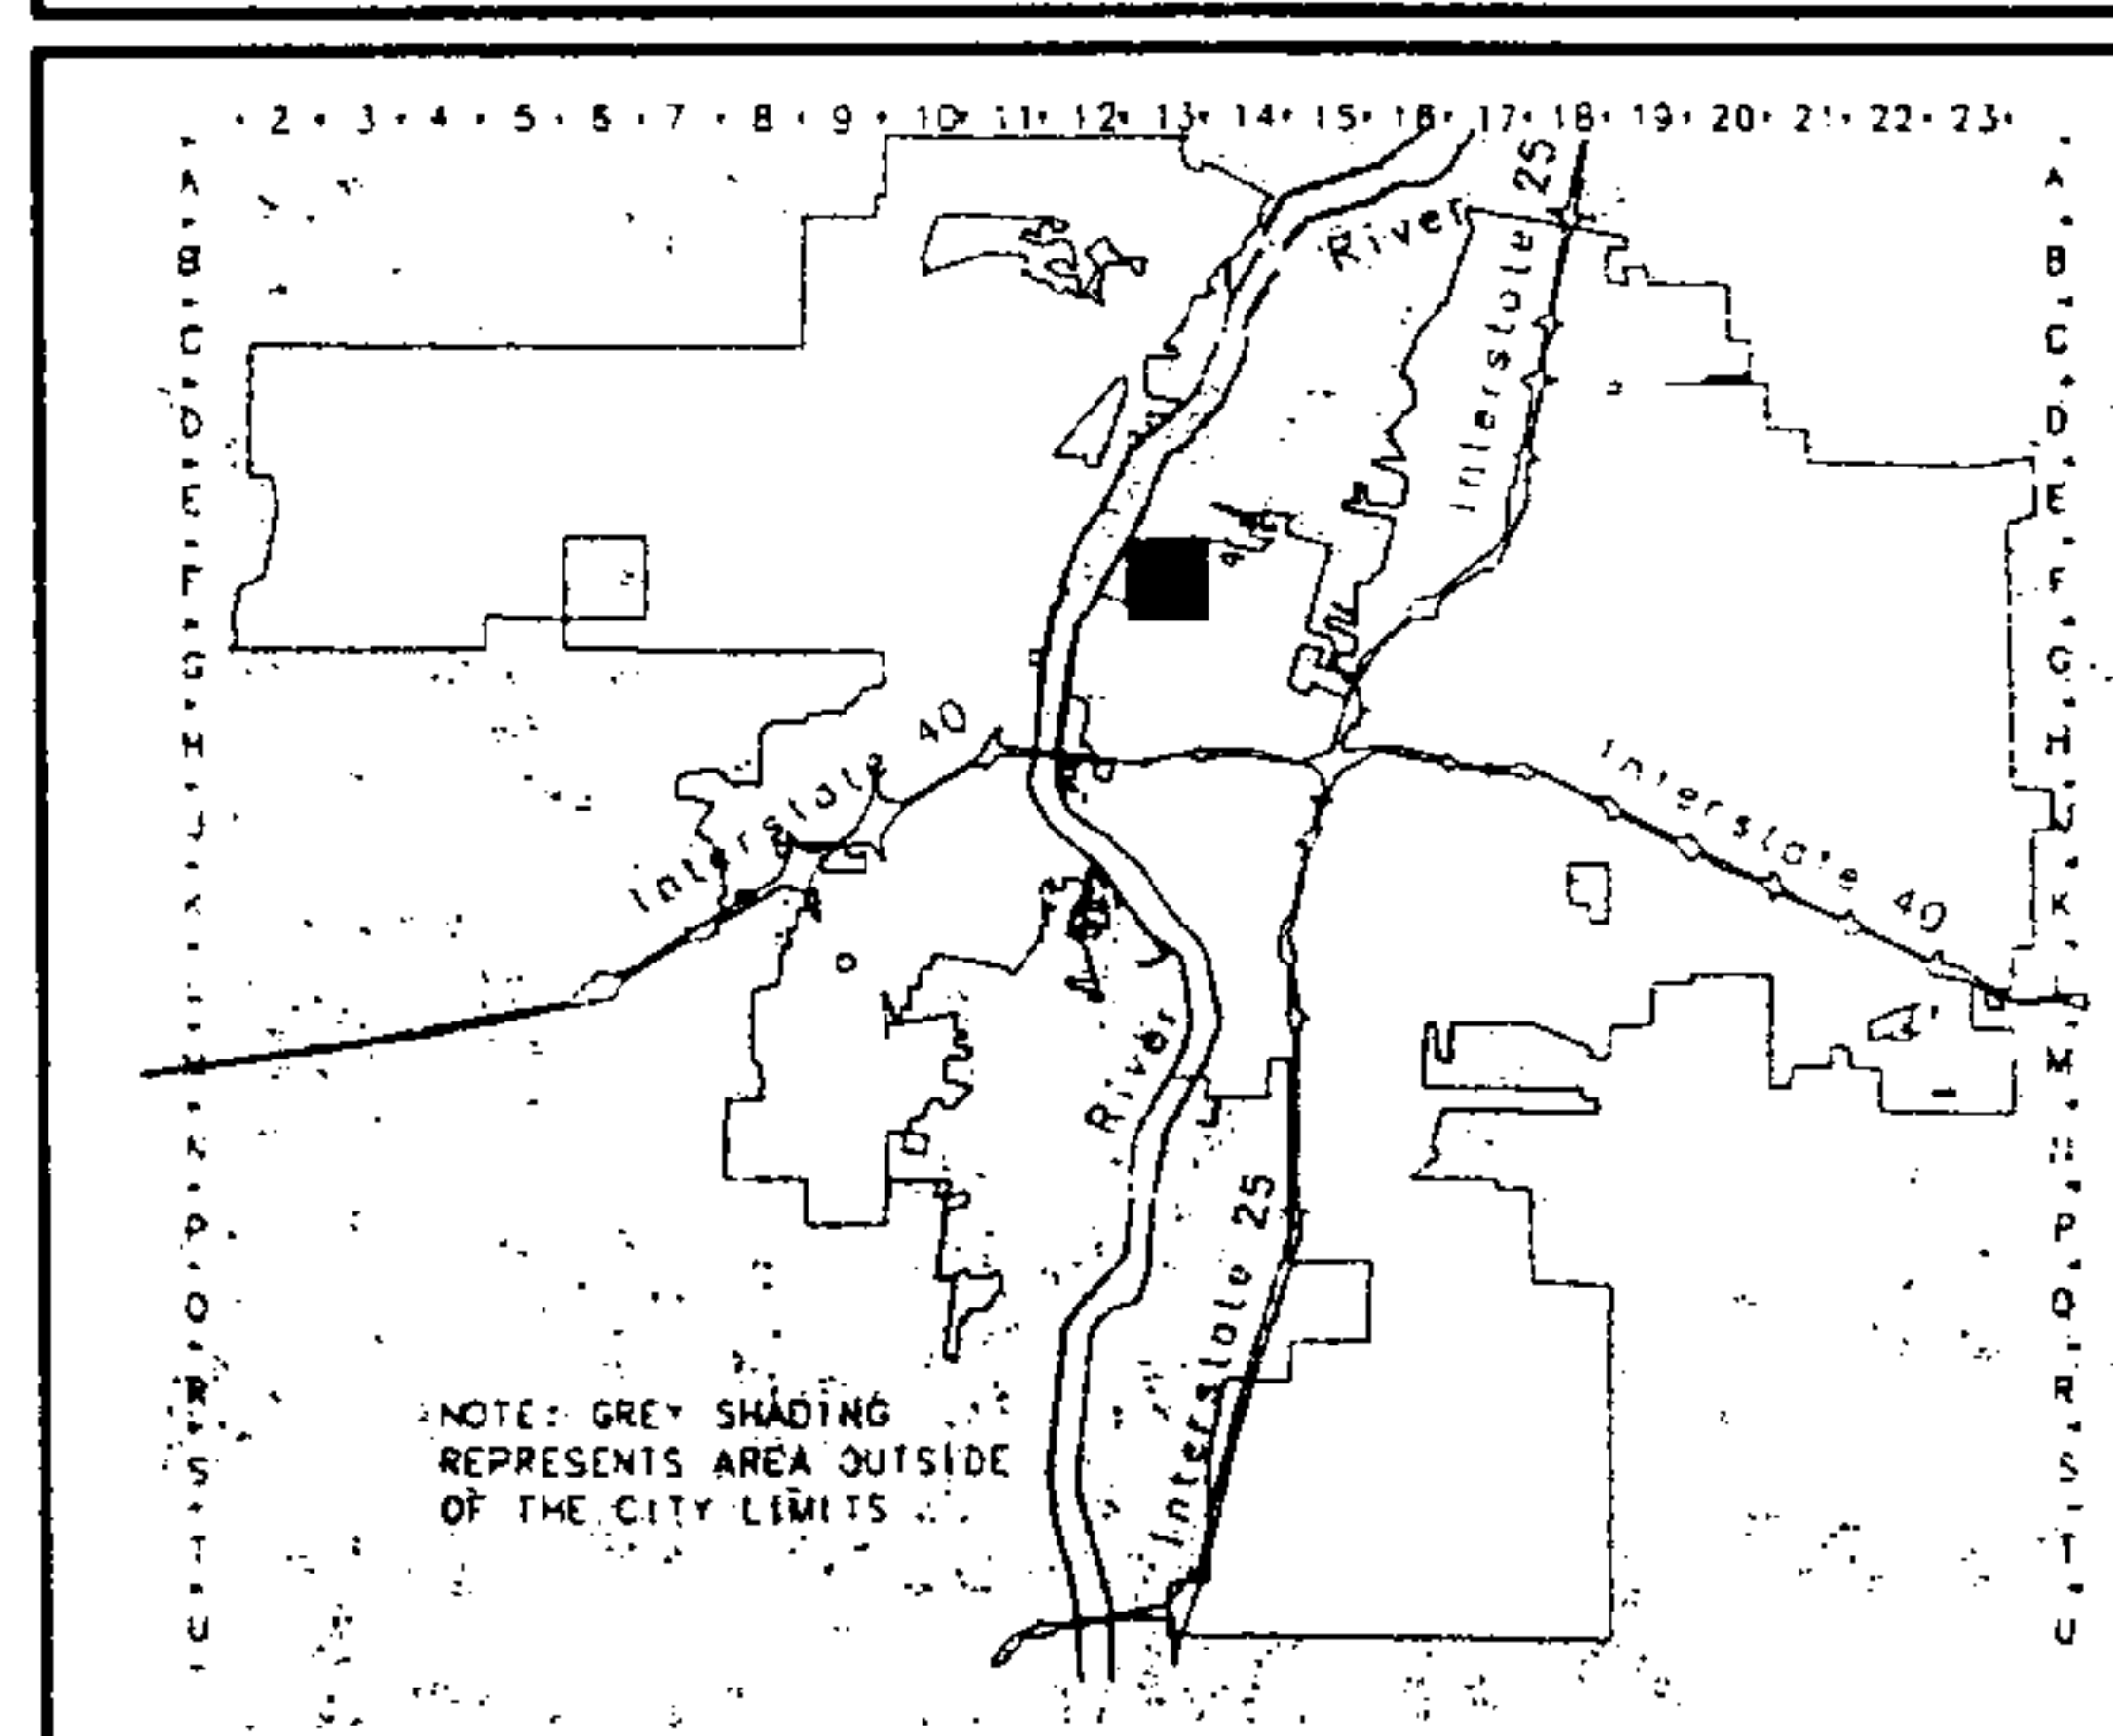 2 3 4 5 6 7 8 9 10 11 12 13 14 15 16 17 18 19 20 21 22 23
A A
B B
C C
D D
E E
F F
G G
H H
J J
K K
M M
N N
P P
Q Q
R R
S S
T T
U U
River
Interstate 25
Interstate 40
Interstate 40
River
Interstate 25
NOTE: GREY SHADING
REPRESENTS AREA OUTSIDE
OF THE CITY LIMITS